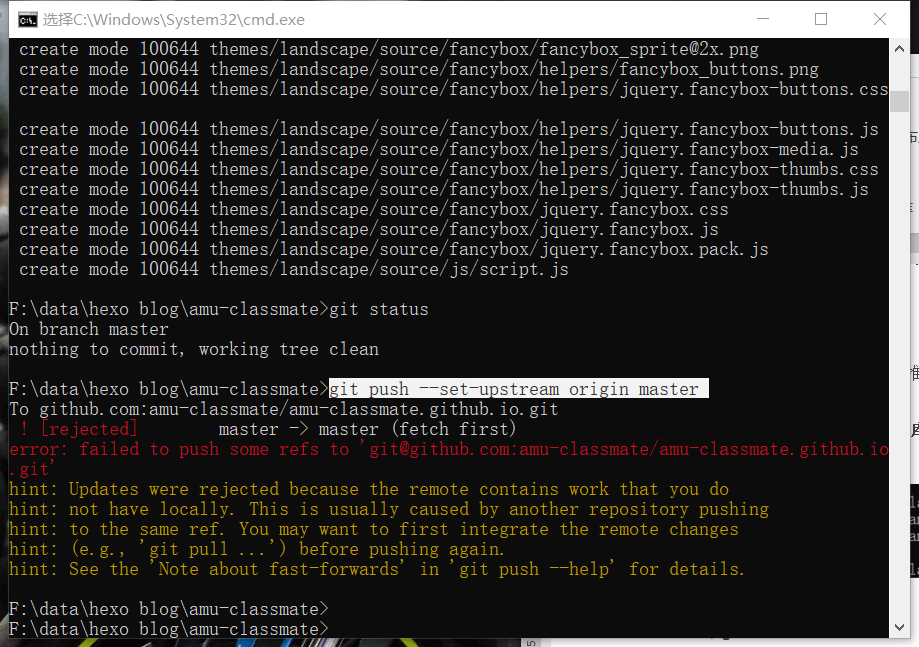 选择C:\Windows\System32\cmd.exe
create mode 100644 themes/landscape/source/fancybox/fancybox_sprite@2x.png
create mode 100644 themes/landscape/source/fancybox/helpers/fancybox_buttons.png
create mode 100644 themes/landscape/source/fancybox/helpers/jquery.fancybox-buttons.css
create mode 100644 themes/landscape/source/fancybox/helpers/jquery.fancybox-buttons.js
create mode 100644 themes/landscape/source/fancybox/helpers/jquery.fancybox-media.js
create mode 100644 themes/landscape/source/fancybox/helpers/jquery.fancybox-thumbs.css
create mode 100644 themes/landscape/source/fancybox/helpers/jquery.fancybox-thumbs.js
create mode 100644 themes/landscape/source/fancybox/jquery.fancybox.css
create mode 100644 themes/landscape/source/fancybox/jquery.fancybox.js
create mode 100644 themes/landscape/source/fancybox/jquery.fancybox.pack.js
create mode 100644 themes/landscape/source/js/script.js
F:\data\hexo blog\amu-classmate>git status
On branch master
nothing to commit, working tree clean
F:\data\hexo blog\amu-classmate>git push --set-upstream origin master
To github.com:amu-classmate/amu-classmate.github.io.git
! [rejected]        master -> master (fetch first)
error: failed to push some refs to 'git@github.com:amu-classmate/amu-classmate.github.io
.git'
hint: Updates were rejected because the remote contains work that you do
hint: not have locally. This is usually caused by another repository pushing
hint: to the same ref. You may want to first integrate the remote changes
hint: (e.g., 'git pull ...') before pushing again.
hint: See the 'Note about fast-forwards' in 'git push --help' for details.
F:\data\hexo blog\amu-classmate>
F:\data\hexo blog\amu-classmate>